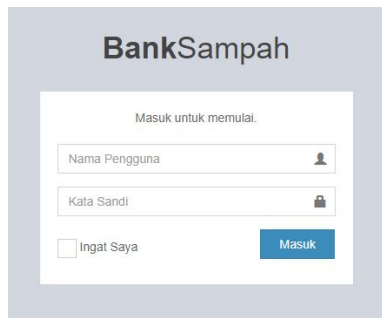 BankSampah
Masuk untuk memulai.
Nama Pengguna
Kata Sandi
Ingat Saya
Masuk